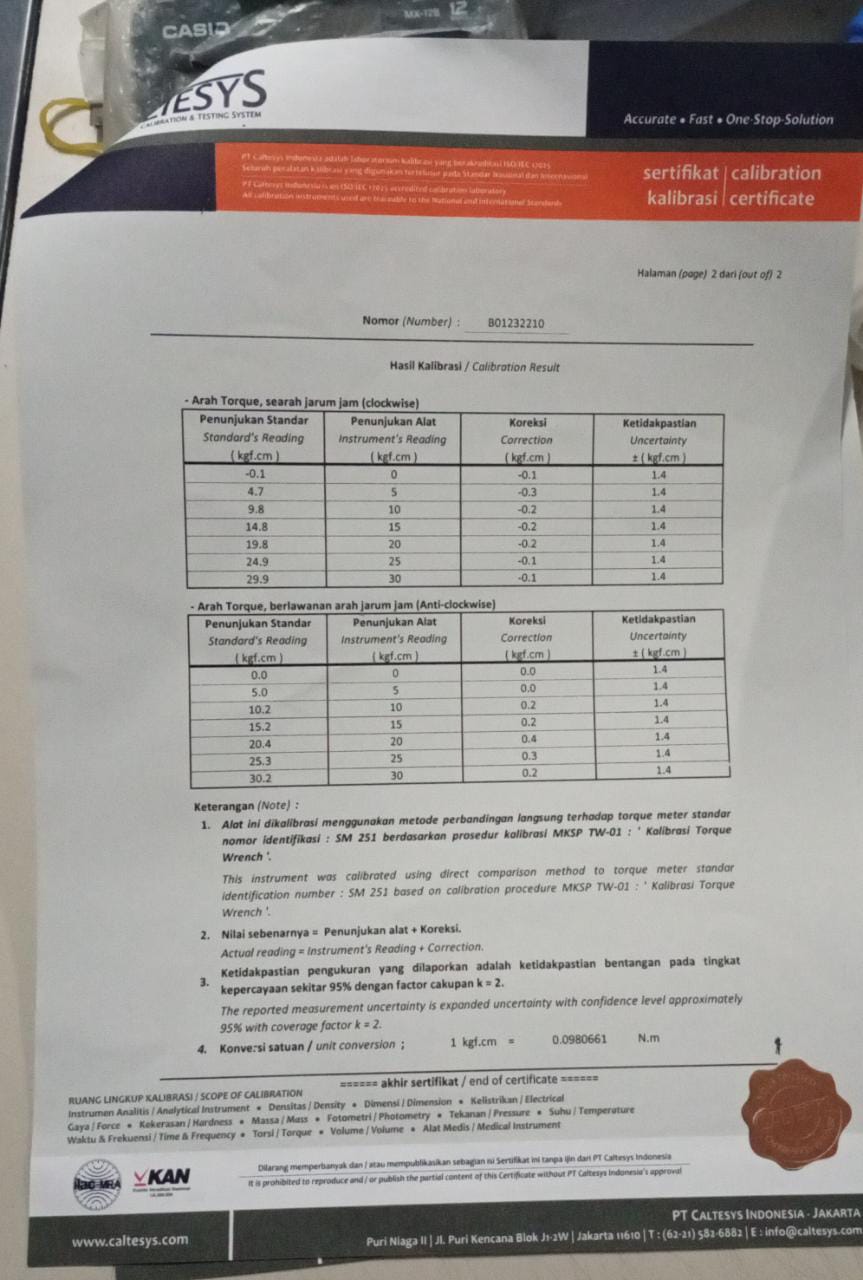 CASIO
MX-12B 12
TESYS
CALIBRATION & TESTING SYSTEM
Accurate • Fast • One-Stop-Solution
PT Caltesys Indonesia adalah laboratorium kalibrasi yang berakreditasi ISO/IEC 17025
Seluruh peralatan kalibrasi yang digunakan tertelusur pada Standar Nasional dan Internasional
PT Caltesys Indonesia is an ISO/IEC 17025 accredited calibration laboratory
All calibration instruments used are traceable to the National and International Standards
sertifikat | calibration
kalibrasi | certificate
Halaman (page) 2 dari (out of) 2
Nomor (Number) : B01232210
Hasil Kalibrasi / Calibration Result
- Arah Torque, searah jarum jam (clockwise)
Penunjukan Standar Penunjukan Alat Koreksi Ketidakpastian
Standard's Reading Instrument's Reading Correction Uncertainty
( kgf.cm ) ( kgf.cm ) ( kgf.cm ) ± ( kgf.cm )
-0.1 0 -0.1 1.4
4.7 5 -0.3 1.4
9.8 10 -0.2 1.4
14.8 15 -0.2 1.4
19.8 20 -0.2 1.4
24.9 25 -0.1 1.4
29.9 30 -0.1 1.4
- Arah Torque, berlawanan arah jarum jam (Anti-clockwise)
Penunjukan Standar Penunjukan Alat Koreksi Ketidakpastian
Standard's Reading Instrument's Reading Correction Uncertainty
( kgf.cm ) ( kgf.cm ) ( kgf.cm ) ± ( kgf.cm )
0.0 0 0.0 1.4
5.0 5 0.0 1.4
10.2 10 0.2 1.4
15.2 15 0.2 1.4
20.4 20 0.4 1.4
25.3 25 0.3 1.4
30.2 30 0.2 1.4
Keterangan (Note) :
1. Alat ini dikalibrasi menggunakan metode perbandingan langsung terhadap torque meter standar
nomor identifikasi : SM 251 berdasarkan prosedur kalibrasi MKSP TW-01 : ' Kalibrasi Torque
Wrench '.
This instrument was calibrated using direct comparison method to torque meter standar
identification number : SM 251 based on calibration procedure MKSP TW-01 : ' Kalibrasi Torque
Wrench '.
2. Nilai sebenarnya = Penunjukan alat + Koreksi.
Actual reading = Instrument's Reading + Correction.
3. Ketidakpastian pengukuran yang dilaporkan adalah ketidakpastian bentangan pada tingkat
kepercayaan sekitar 95% dengan factor cakupan k = 2.
The reported measurement uncertainty is expanded uncertainty with confidence level approximately
95% with coverage factor k = 2.
4. Konversi satuan / unit conversion ; 1 kgf.cm = 0.0980661 N.m
====== akhir sertifikat / end of certificate ======
RUANG LINGKUP KALIBRASI / SCOPE OF CALIBRATION
Instrumen Analitis / Analytical Instrument • Densitas / Density • Dimensi / Dimension • Kelistrikan / Electrical
Gaya / Force • Kekerasan / Hardness • Massa / Mass • Fotometri / Photometry • Tekanan / Pressure • Suhu / Temperature
Waktu & Frekuensi / Time & Frequency • Torsi / Torque • Volume / Volume • Alat Medis / Medical Instrument
ilac-MRA
KAN
Dilarang memperbanyak dan / atau mempublikasikan sebagian isi Sertifikat ini tanpa ijin dari PT Caltesys Indonesia
It is prohibited to reproduce and / or publish the partial content of this Certificate without PT Caltesys Indonesia's approval
www.caltesys.com
PT CALTESYS INDONESIA - JAKARTA
Puri Niaga II | Jl. Puri Kencana Blok J1-2W | Jakarta 11610 | T : (62-21) 582-6882 | E : info@caltesys.com